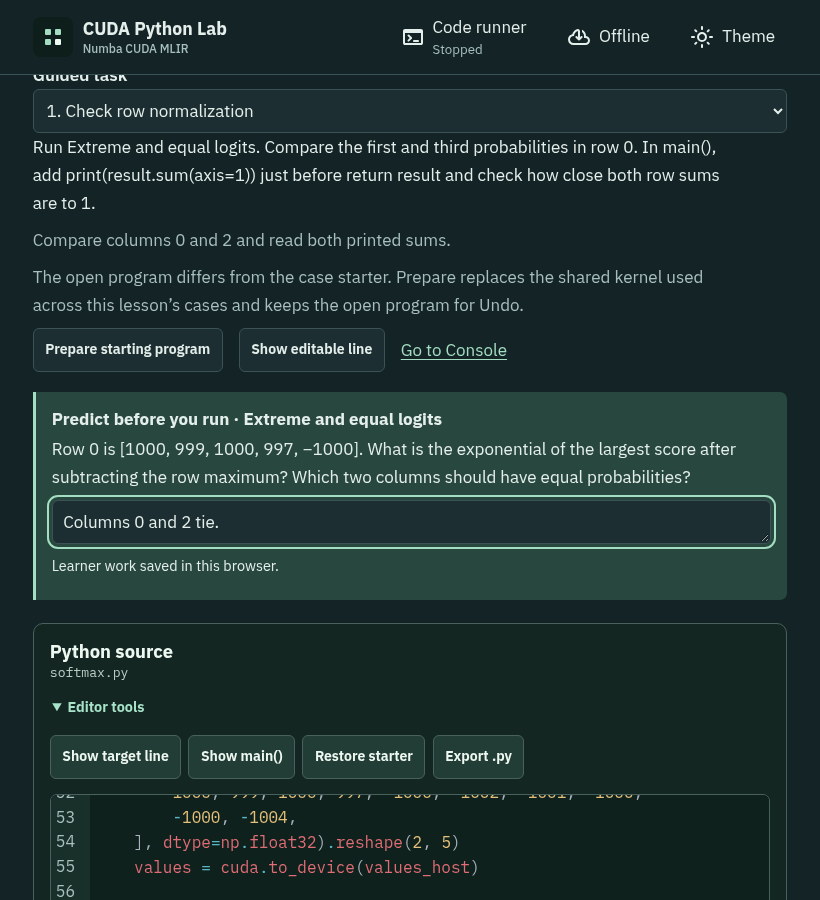 CUDA Python Lab
Numba CUDA MLIR
Code runner
Stopped
Offline
Theme
Guided task
1. Check row normalization
Run Extreme and equal logits. Compare the first and third probabilities in row 0. In main(),
add print(result.sum(axis=1)) just before return result and check how close both row sums
are to 1.
Compare columns 0 and 2 and read both printed sums.
The open program differs from the case starter. Prepare replaces the shared kernel used
across this lesson’s cases and keeps the open program for Undo.
Prepare starting program
Show editable line
Go to Console
Predict before you run · Extreme and equal logits
Row 0 is [1000, 999, 1000, 997, −1000]. What is the exponential of the largest score after
subtracting the row maximum? Which two columns should have equal probabilities?
Columns 0 and 2 tie.
Learner work saved in this browser.
Python source
softmax.py
▼ Editor tools
Show target line
Show main()
Restore starter
Export .py
53 -1000, -1004,
54 ], dtype=np.float32).reshape(2, 5)
55 values = cuda.to_device(values_host)
56